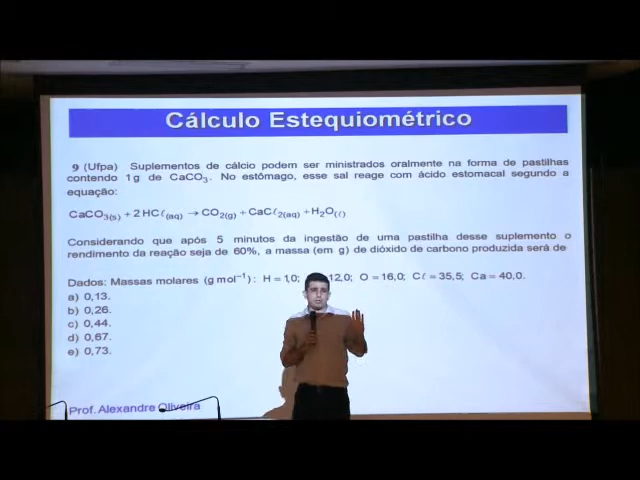 Cálculo Estequiométrico
9 (Ufpa) Suplementos de cálcio podem ser ministrados oralmente na forma de pastilhas
contendo 1g de CaCO₃. No estômago, esse sal reage com ácido estomacal segundo a
equação:
CaCO₃(s) + 2 HCℓ(aq) → CO₂(g) + CaCℓ₂(aq) + H₂O(ℓ)
Considerando que após 5 minutos da ingestão de uma pastilha desse suplemento o
rendimento da reação seja de 60%, a massa (em g) de dióxido de carbono produzida será de
Dados: Massas molares (g mol⁻¹): H = 1,0; 12,0; O = 16,0; Cℓ = 35,5; Ca = 40,0.
a) 0,13.
b) 0,26.
c) 0,44.
d) 0,67.
e) 0,73.
Prof. Alexandre Oliveira